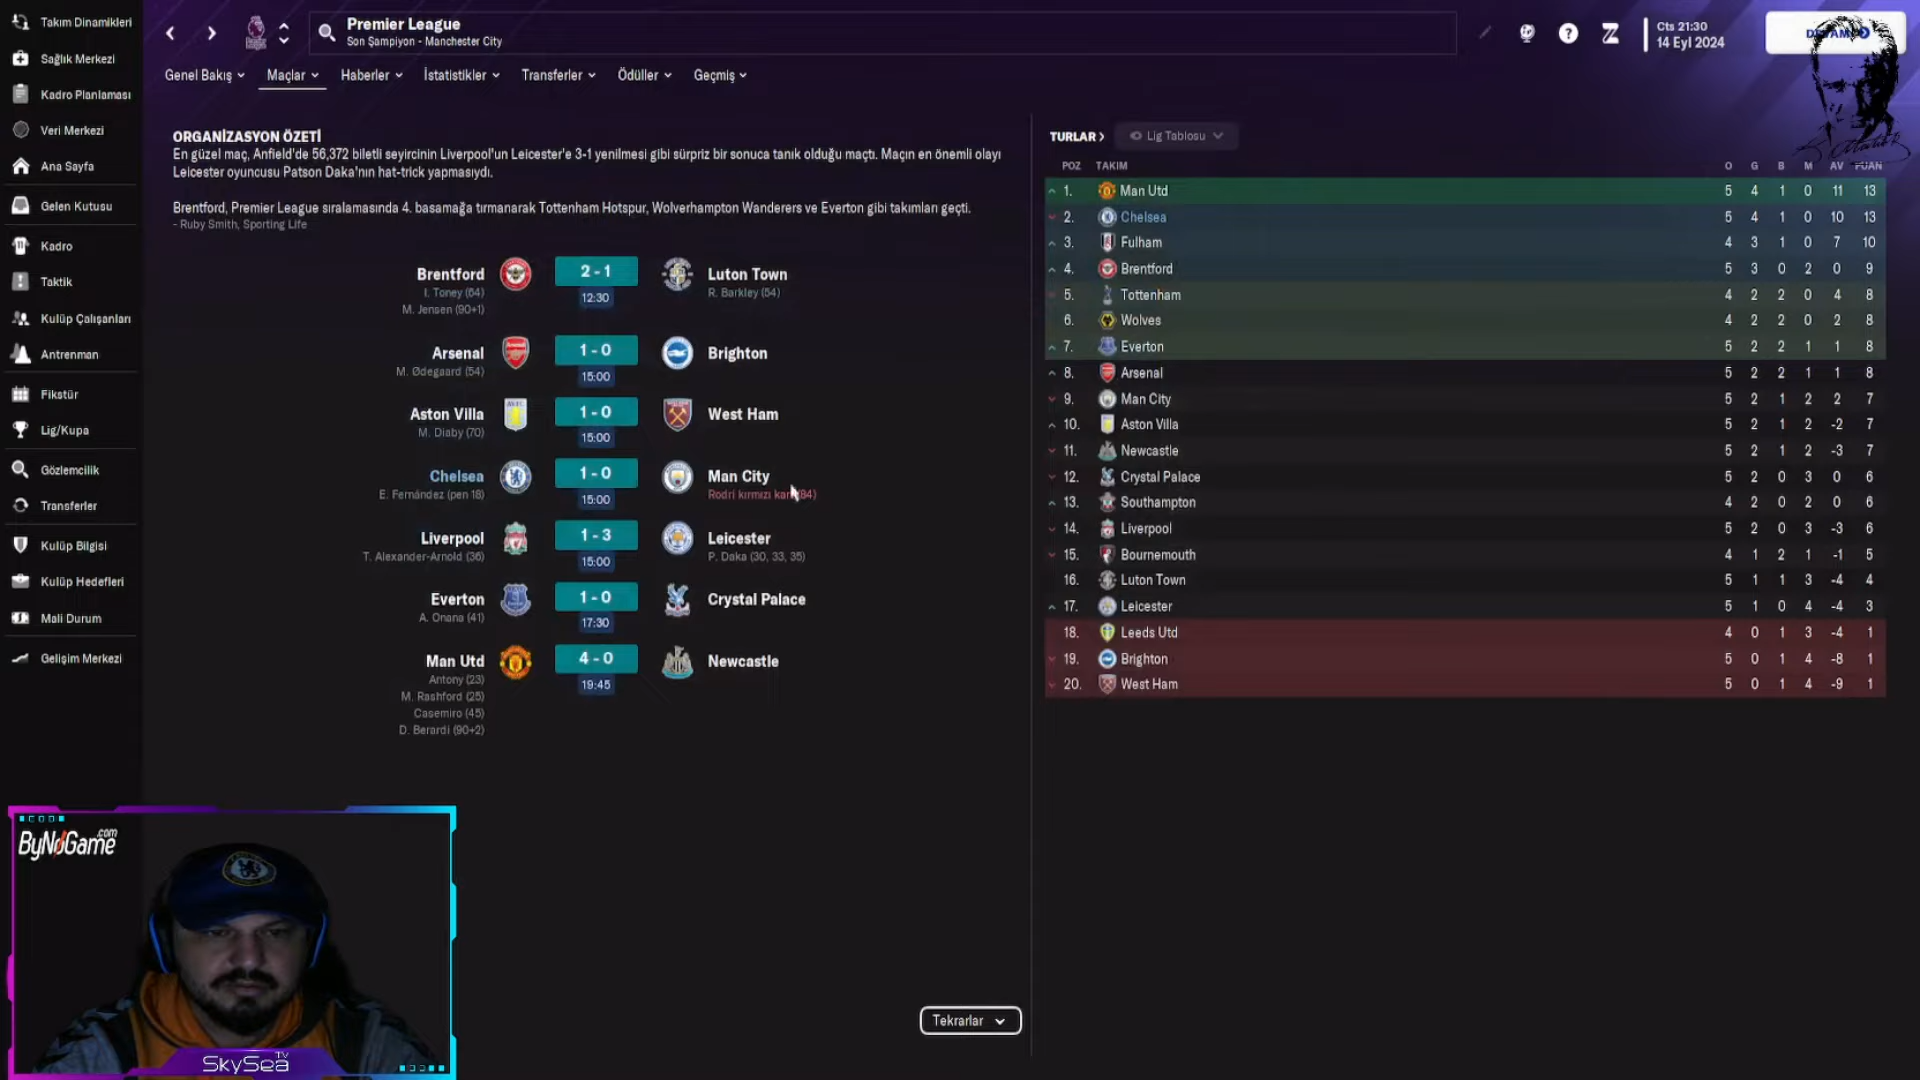 Takım Dinamikleri
Sağlık Merkezi
Kadro Planlaması
Veri Merkezi
Ana Sayfa
Gelen Kutusu
Kadro
Taktik
Kulüp Çalışanları
Antrenman
Fikstür
Lig/Kupa
Gözlemcilik
Transferler
Kulüp Bilgisi
Kulüp Hedefleri
Mali Durum
Gelişim Merkezi
Premier League
Son Şampiyon - Manchester City
Cts 21:30
14 Eyl 2024
Genel Bakış Maçlar Haberler İstatistikler Transferler Ödüller Geçmiş
ORGANİZASYON ÖZETİ
En güzel maç, Anfield'de 56,372 biletli seyircinin Liverpool'un Leicester'e 3-1 yenilmesi gibi sürpriz bir sonuca tanık olduğu maçtı. Maçın en önemli olayı
Leicester oyuncusu Patson Daka'nın hat-trick yapmasıydı.
Brentford, Premier League sıralamasında 4. basamağa tırmanarak Tottenham Hotspur, Wolverhampton Wanderers ve Everton gibi takımları geçti.
- Ruby Smith, Sporting Life
Brentford 2 - 1 Luton Town
I. Toney (64) 12:30 R. Barkley (54)
M. Jensen (90+1)
Arsenal 1 - 0 Brighton
M. Ødegaard (54) 15:00
Aston Villa 1 - 0 West Ham
M. Diaby (70) 15:00
Chelsea 1 - 0 Man City
E. Fernández (pen 18) 15:00 Rodri kırmızı (84)
Liverpool 1 - 3 Leicester
T. Alexander-Arnold (36) 15:00 P. Daka (30, 33, 35)
Everton 1 - 0 Crystal Palace
A. Onana (41) 17:30
Man Utd 4 - 0 Newcastle
Antony (23) 19:45
M. Rashford (25)
Casemiro (45)
D. Berardi (90+2)
Tekrarlar
TURLAR > Lig Tablosu
POZ TAKIM O G B M AV PUAN
1. Man Utd 5 4 1 0 11 13
2. Chelsea 5 4 1 0 10 13
3. Fulham 4 3 1 0 7 10
4. Brentford 5 3 0 2 0 9
5. Tottenham 4 2 2 0 4 8
6. Wolves 4 2 2 0 2 8
7. Everton 5 2 2 1 1 8
8. Arsenal 5 2 2 1 1 8
9. Man City 5 2 1 2 2 7
10. Aston Villa 5 2 1 2 -2 7
11. Newcastle 5 2 1 2 -3 7
12. Crystal Palace 5 2 0 3 0 6
13. Southampton 4 2 0 2 0 6
14. Liverpool 5 2 0 3 -3 6
15. Bournemouth 4 1 2 1 -1 5
16. Luton Town 5 1 1 3 -4 4
17. Leicester 5 1 0 4 -4 3
18. Leeds Utd 4 0 1 3 -4 1
19. Brighton 5 0 1 4 -8 1
20. West Ham 5 0 1 4 -9 1
ByNoGame.com
SkySea TV